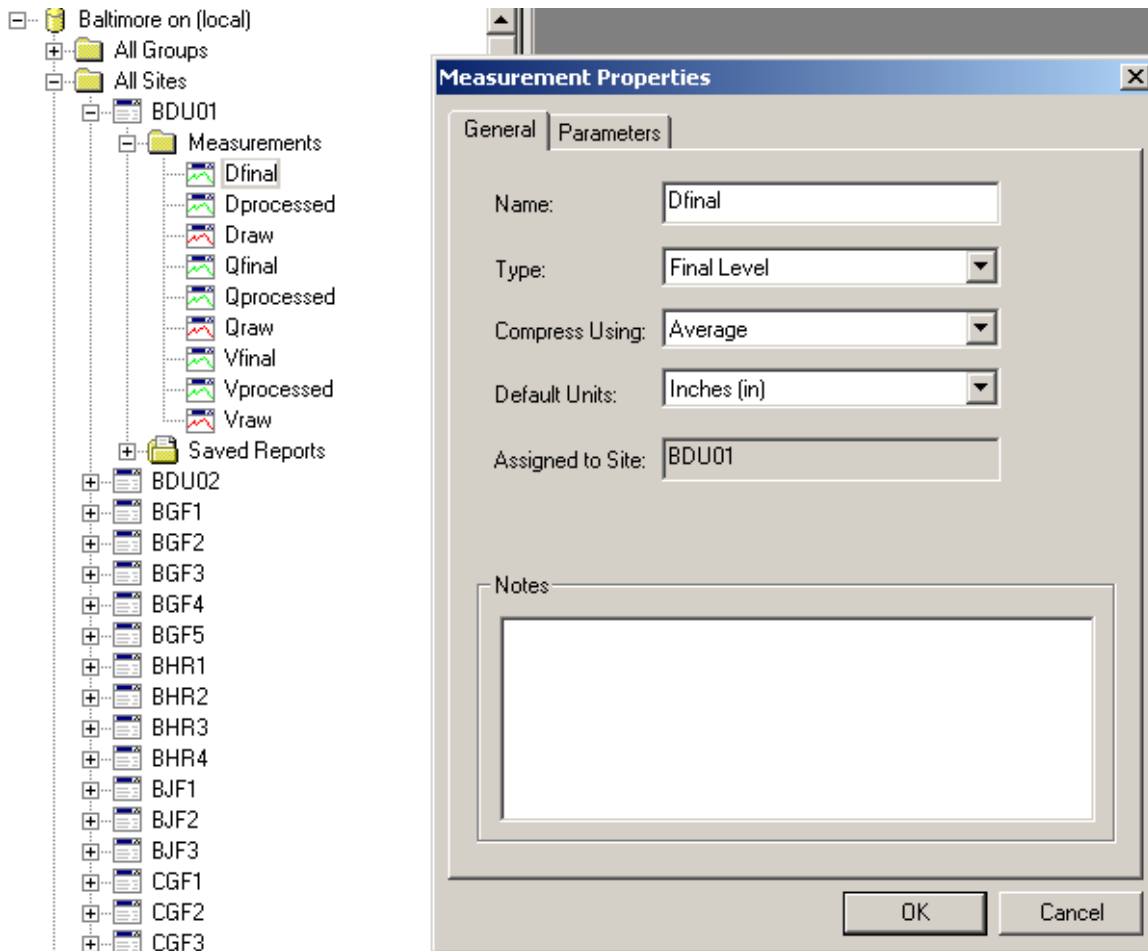 Baltimore on (local)
All Groups
All Sites
BDU01
Measurements
Dfinal
Dprocessed
Draw
Qfinal
Qprocessed
Qraw
Vfinal
Vprocessed
Vraw
Saved Reports
BDU02
BGF1
BGF2
BGF3
BGF4
BGF5
BHR1
BHR2
BHR3
BHR4
BJF1
BJF2
BJF3
CGF1
CGF2
CGF3
Measurement Properties
General Parameters
Name: Dfinal
Type: Final Level
Compress Using: Average
Default Units: Inches (in)
Assigned to Site: BDU01
Notes
OK Cancel